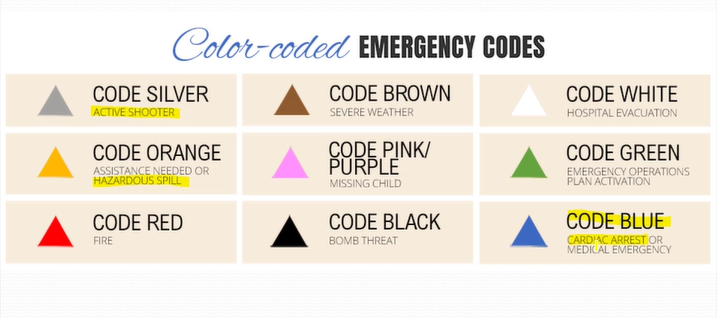 Color-coded EMERGENCY CODES
CODE SILVER
ACTIVE SHOOTER
CODE BROWN
SEVERE WEATHER
CODE WHITE
HOSPITAL EVACUATION
CODE ORANGE
ASSISTANCE NEEDED OR
HAZARDOUS SPILL
CODE PINK/
PURPLE
MISSING CHILD
CODE GREEN
EMERGENCY OPERATIONS
PLAN ACTIVATION
CODE RED
FIRE
CODE BLACK
BOMB THREAT
CODE BLUE
CARDIAC ARREST OR
MEDICAL EMERGENCY